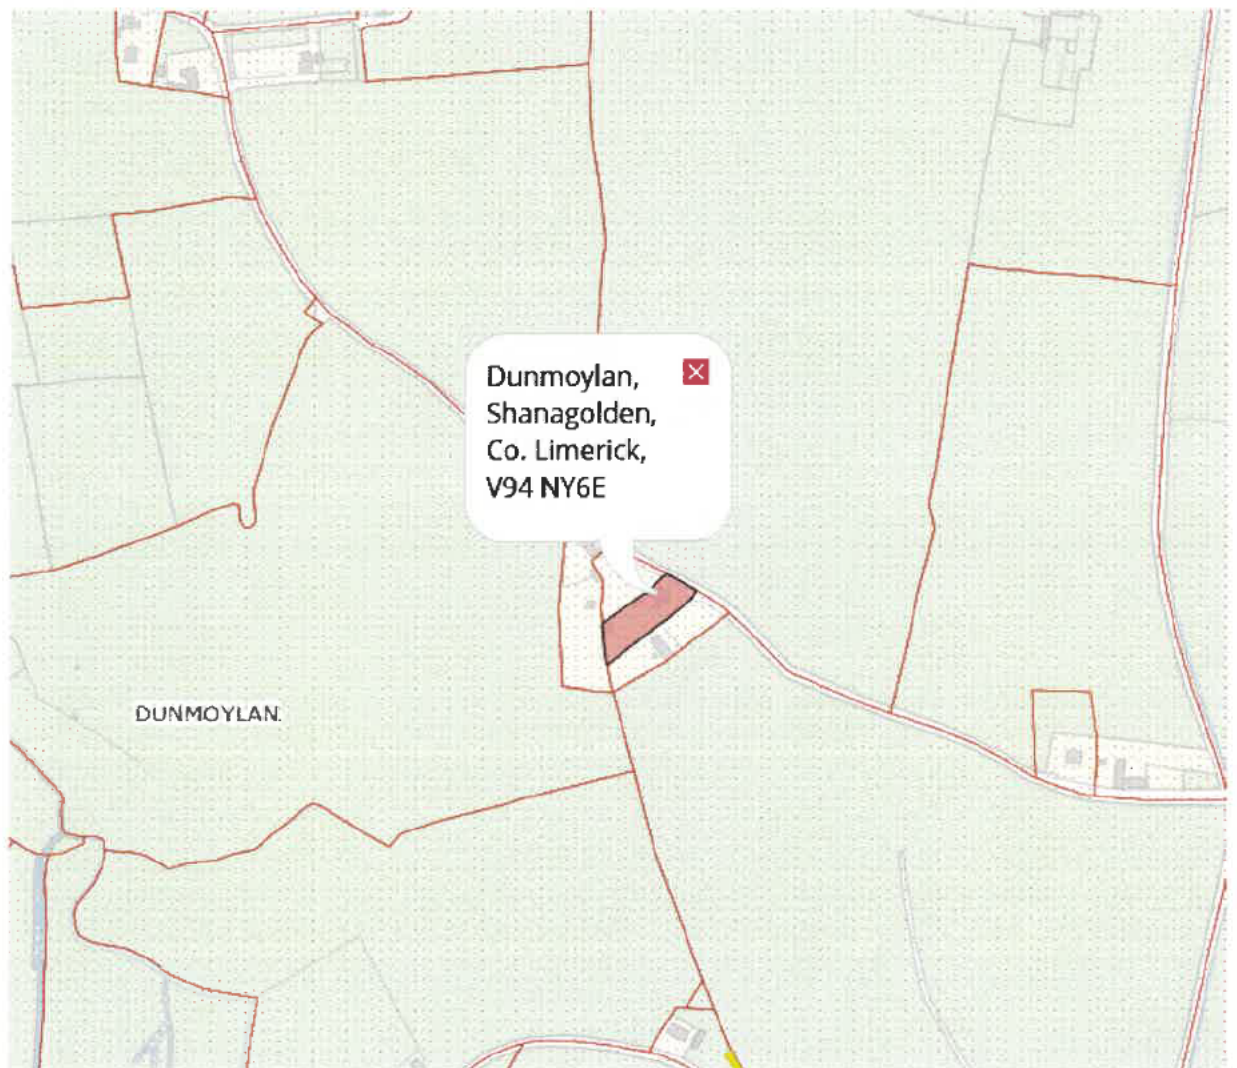 Dunmoylan,
Shanagolden,
Co. Limerick,
V94 NY6E
DUNMOYLAN